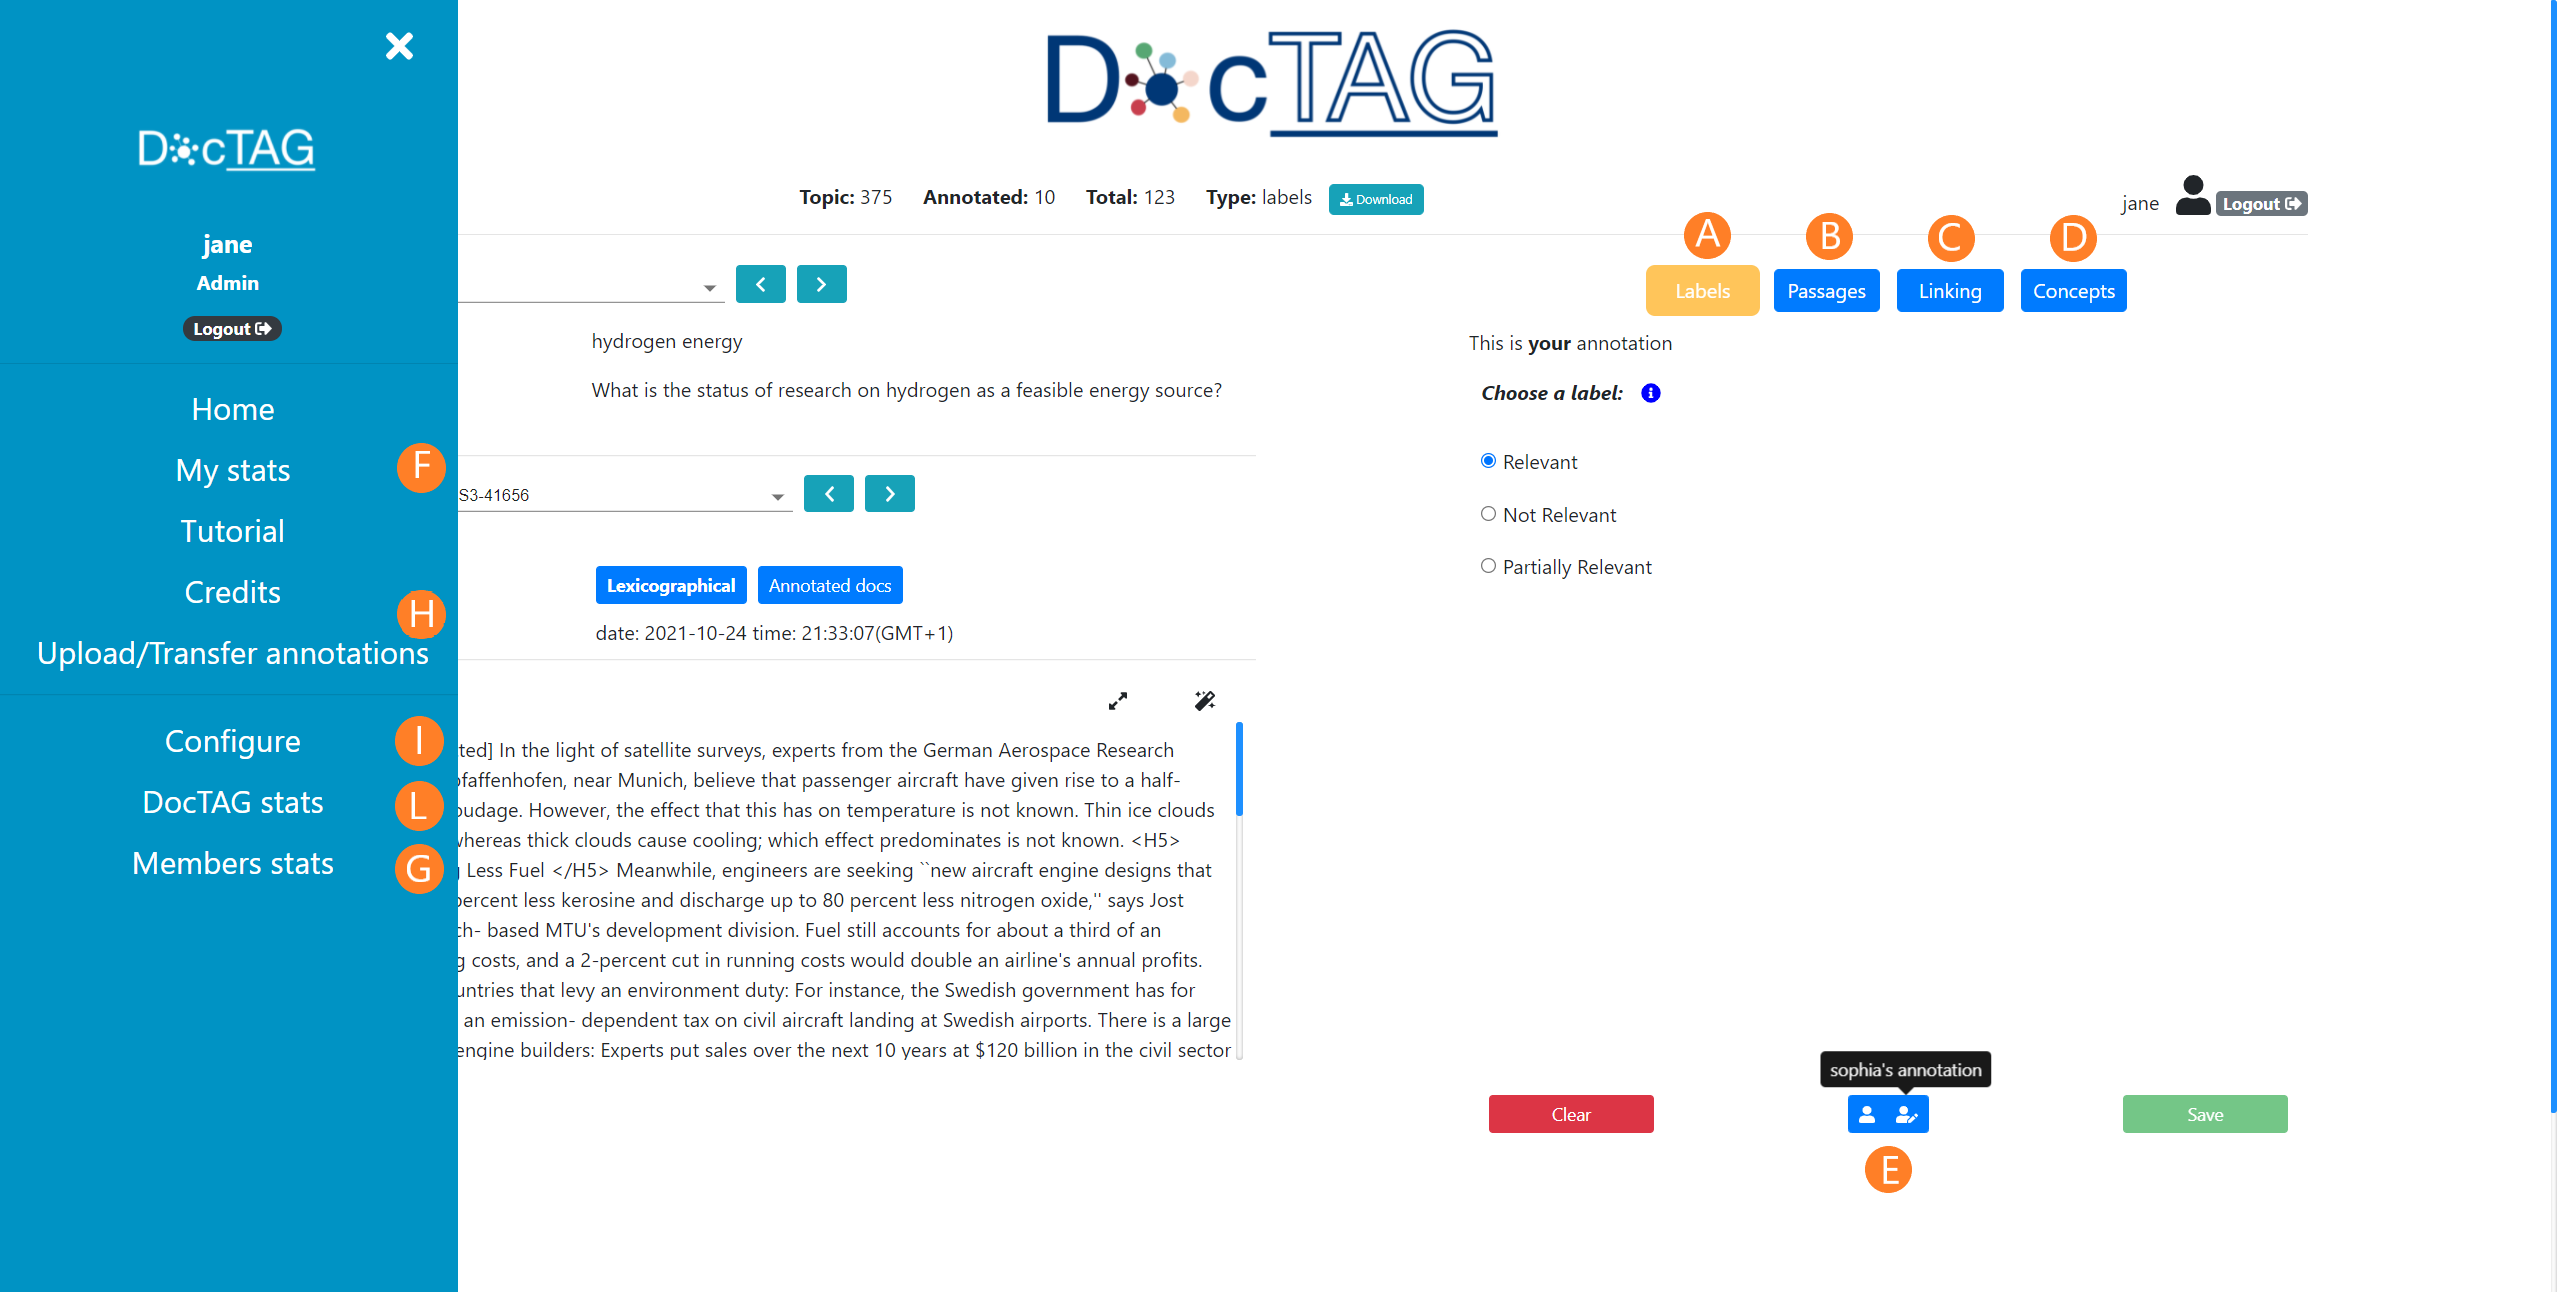 DocTAG
jane
Admin
Logout
Home
My stats
F
Tutorial
Credits
H
Upload/Transfer annotations
Configure
I
DocTAG stats
L
Members stats
G
DocTAG
Topic: 375 Annotated: 10 Total: 123 Type: labels Download
jane Logout
A B C D
Labels Passages Linking Concepts
hydrogen energy
What is the status of research on hydrogen as a feasible energy source?
S3-41656
Lexicographical Annotated docs
date: 2021-10-24 time: 21:33:07(GMT+1)
ted] In the light of satellite surveys, experts from the German Aerospace Research
pfaffenhofen, near Munich, believe that passenger aircraft have given rise to a half-
oudage. However, the effect that this has on temperature is not known. Thin ice clouds
whereas thick clouds cause cooling; which effect predominates is not known. <H5>
g Less Fuel </H5> Meanwhile, engineers are seeking ``new aircraft engine designs that
percent less kerosine and discharge up to 80 percent less nitrogen oxide,'' says Jost
ch- based MTU's development division. Fuel still accounts for about a third of an
g costs, and a 2-percent cut in running costs would double an airline's annual profits.
untries that levy an environment duty: For instance, the Swedish government has for
an emission- dependent tax on civil aircraft landing at Swedish airports. There is a large
engine builders: Experts put sales over the next 10 years at $120 billion in the civil sector
This is your annotation
Choose a label:
Relevant
Not Relevant
Partially Relevant
sophia's annotation
Clear
Save
E